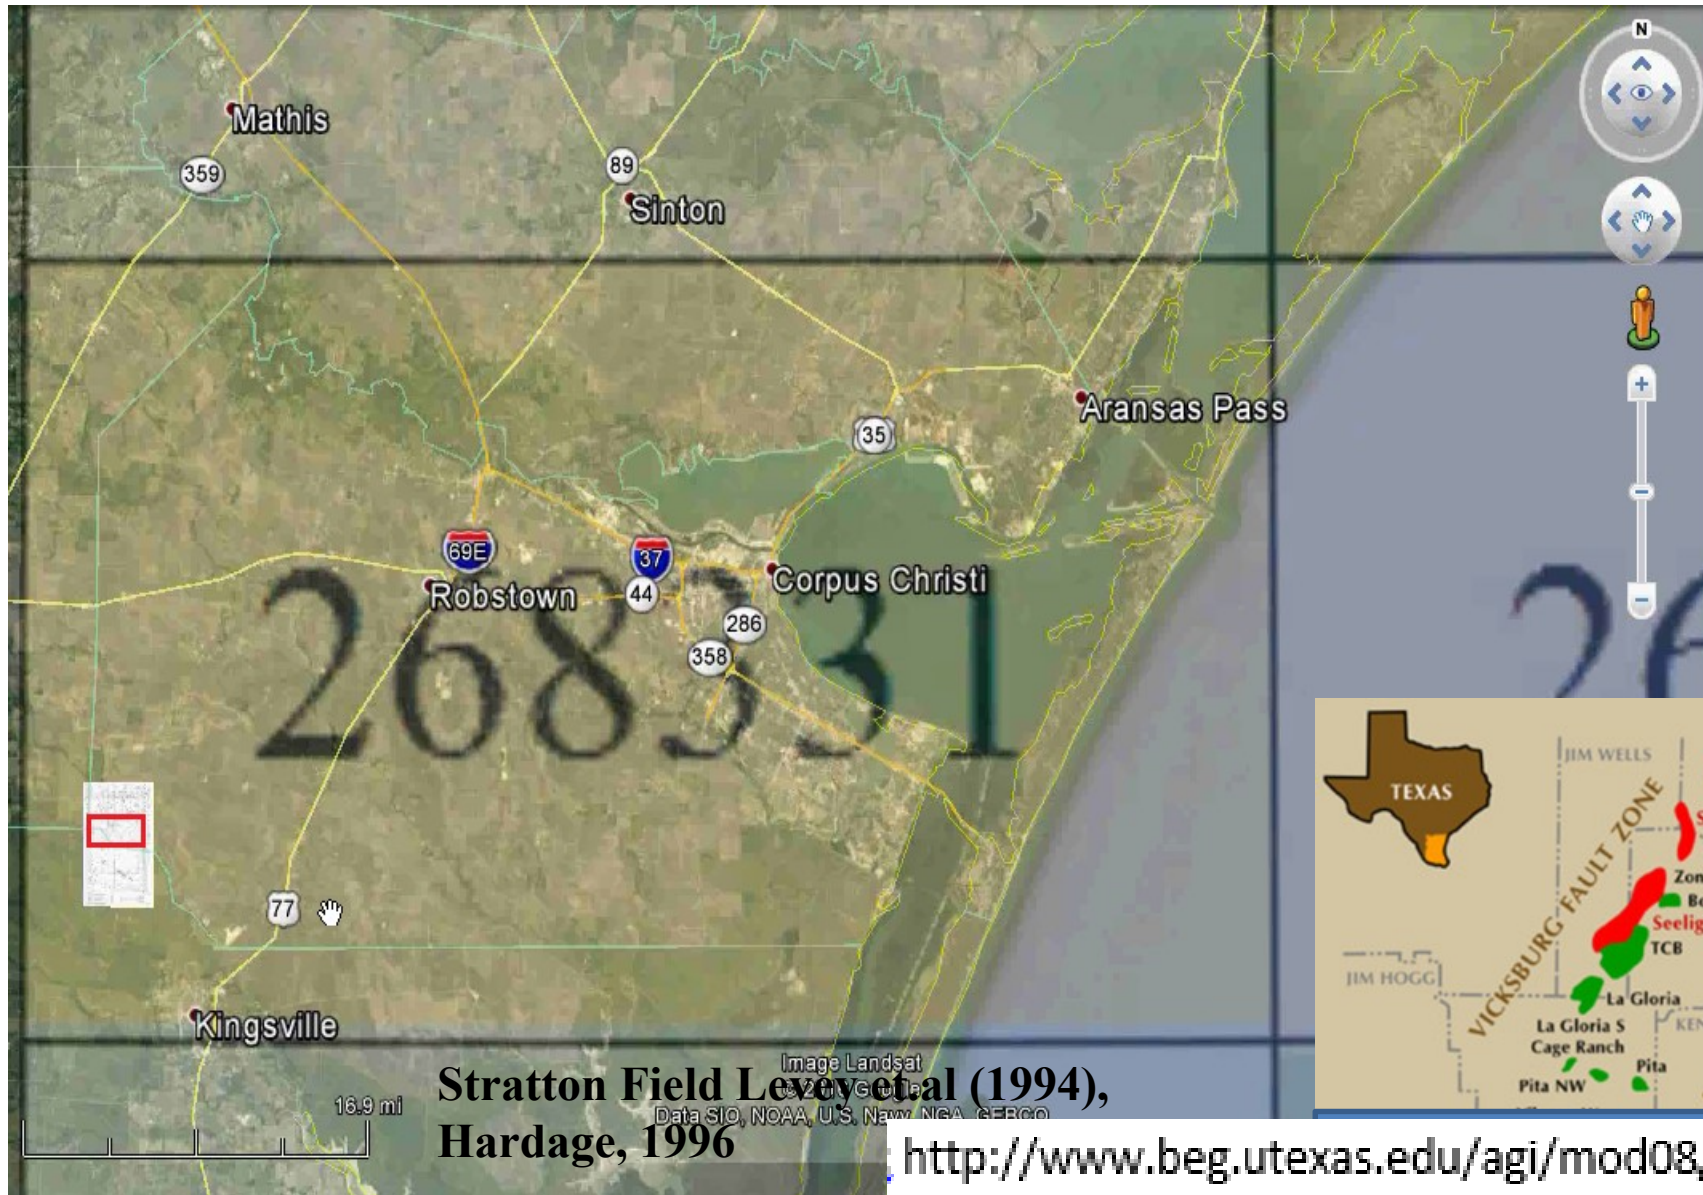 N
Mathis
359
89
Sinton
Aransas Pass
35
69E
37
Robstown
44
Corpus Christi
286
358
26831
77
Kingsville
16.9 mi
Image Landsat
Data SIO, NOAA, U.S. Navy, NGA, GEBCO
Stratton Field Levey et.al (1994),
Hardage, 1996
http://www.beg.utexas.edu/agi/mod08,
TEXAS
JIM WELLS
VICKSBURG FAULT ZONE
Seelig
TCB
JIM HOGG
La Gloria
La Gloria S
Cage Ranch
Pita
Pita NW